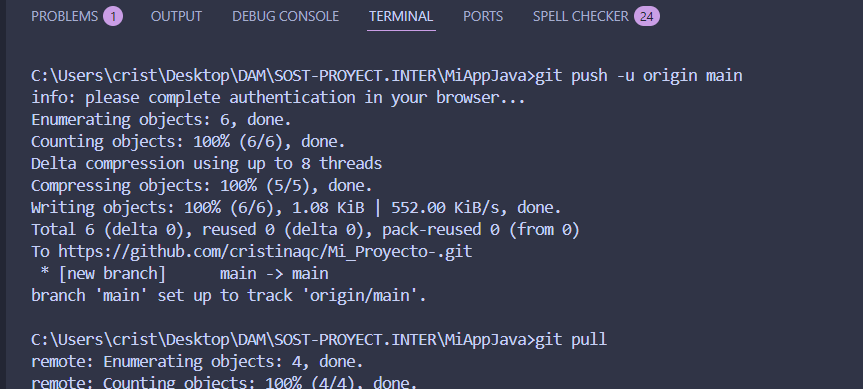 PROBLEMS 1 OUTPUT DEBUG CONSOLE TERMINAL PORTS SPELL CHECKER 24
C:\Users\crist\Desktop\DAM\SOST-PROYECT.INTER\MiAppJava>git push -u origin main
info: please complete authentication in your browser...
Enumerating objects: 6, done.
Counting objects: 100% (6/6), done.
Delta compression using up to 8 threads
Compressing objects: 100% (5/5), done.
Writing objects: 100% (6/6), 1.08 KiB | 552.00 KiB/s, done.
Total 6 (delta 0), reused 0 (delta 0), pack-reused 0 (from 0)
To https://github.com/cristinaqc/Mi_Proyecto-.git
 * [new branch]      main -> main
branch 'main' set up to track 'origin/main'.
C:\Users\crist\Desktop\DAM\SOST-PROYECT.INTER\MiAppJava>git pull
remote: Enumerating objects: 4, done.
remote: Counting objects: 100% (4/4), done.